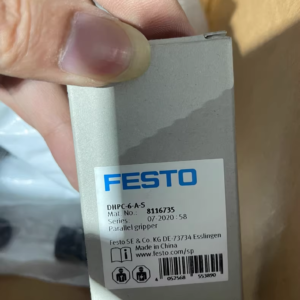 FESTO
DHPC-6-A-S
Mat. No.: 8116735
Series 07-2020 : 58
Parallel gripper
Festo SE & Co. KG DE-73734 Esslingen
Made in China
www.festo.com/sp